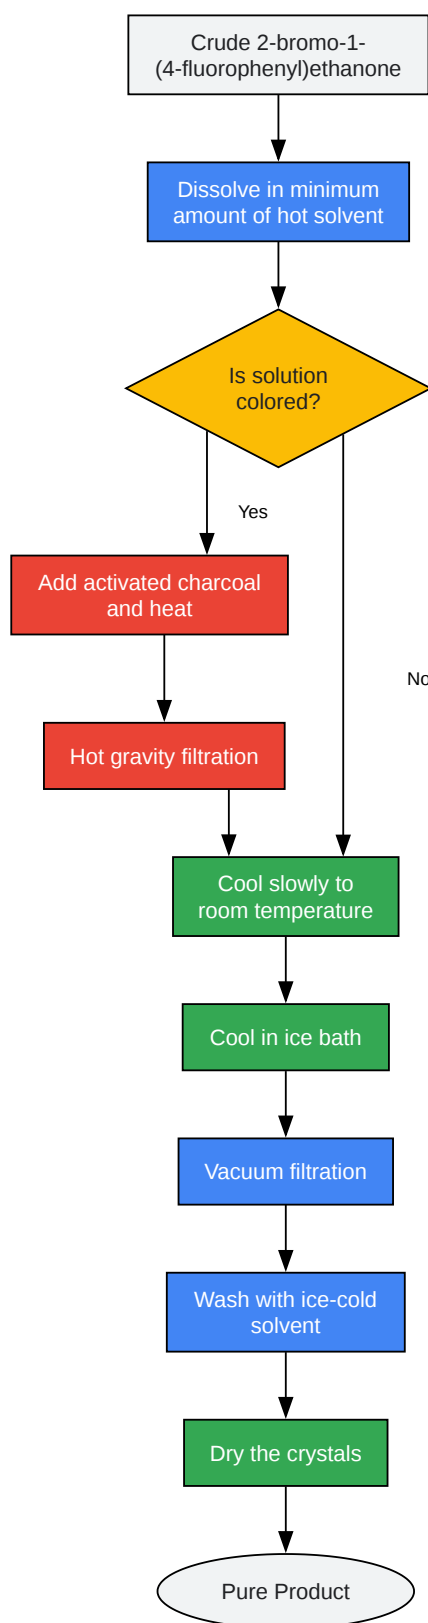 Crude 2-bromo-1-
(4-fluorophenyl)ethanone
Dissolve in minimum
amount of hot solvent
Is solution
colored?
Yes
Add activated charcoal
and heat
No
Hot gravity filtration
Cool slowly to
room temperature
Cool in ice bath
Vacuum filtration
Wash with ice-cold
solvent
Dry the crystals
Pure Product